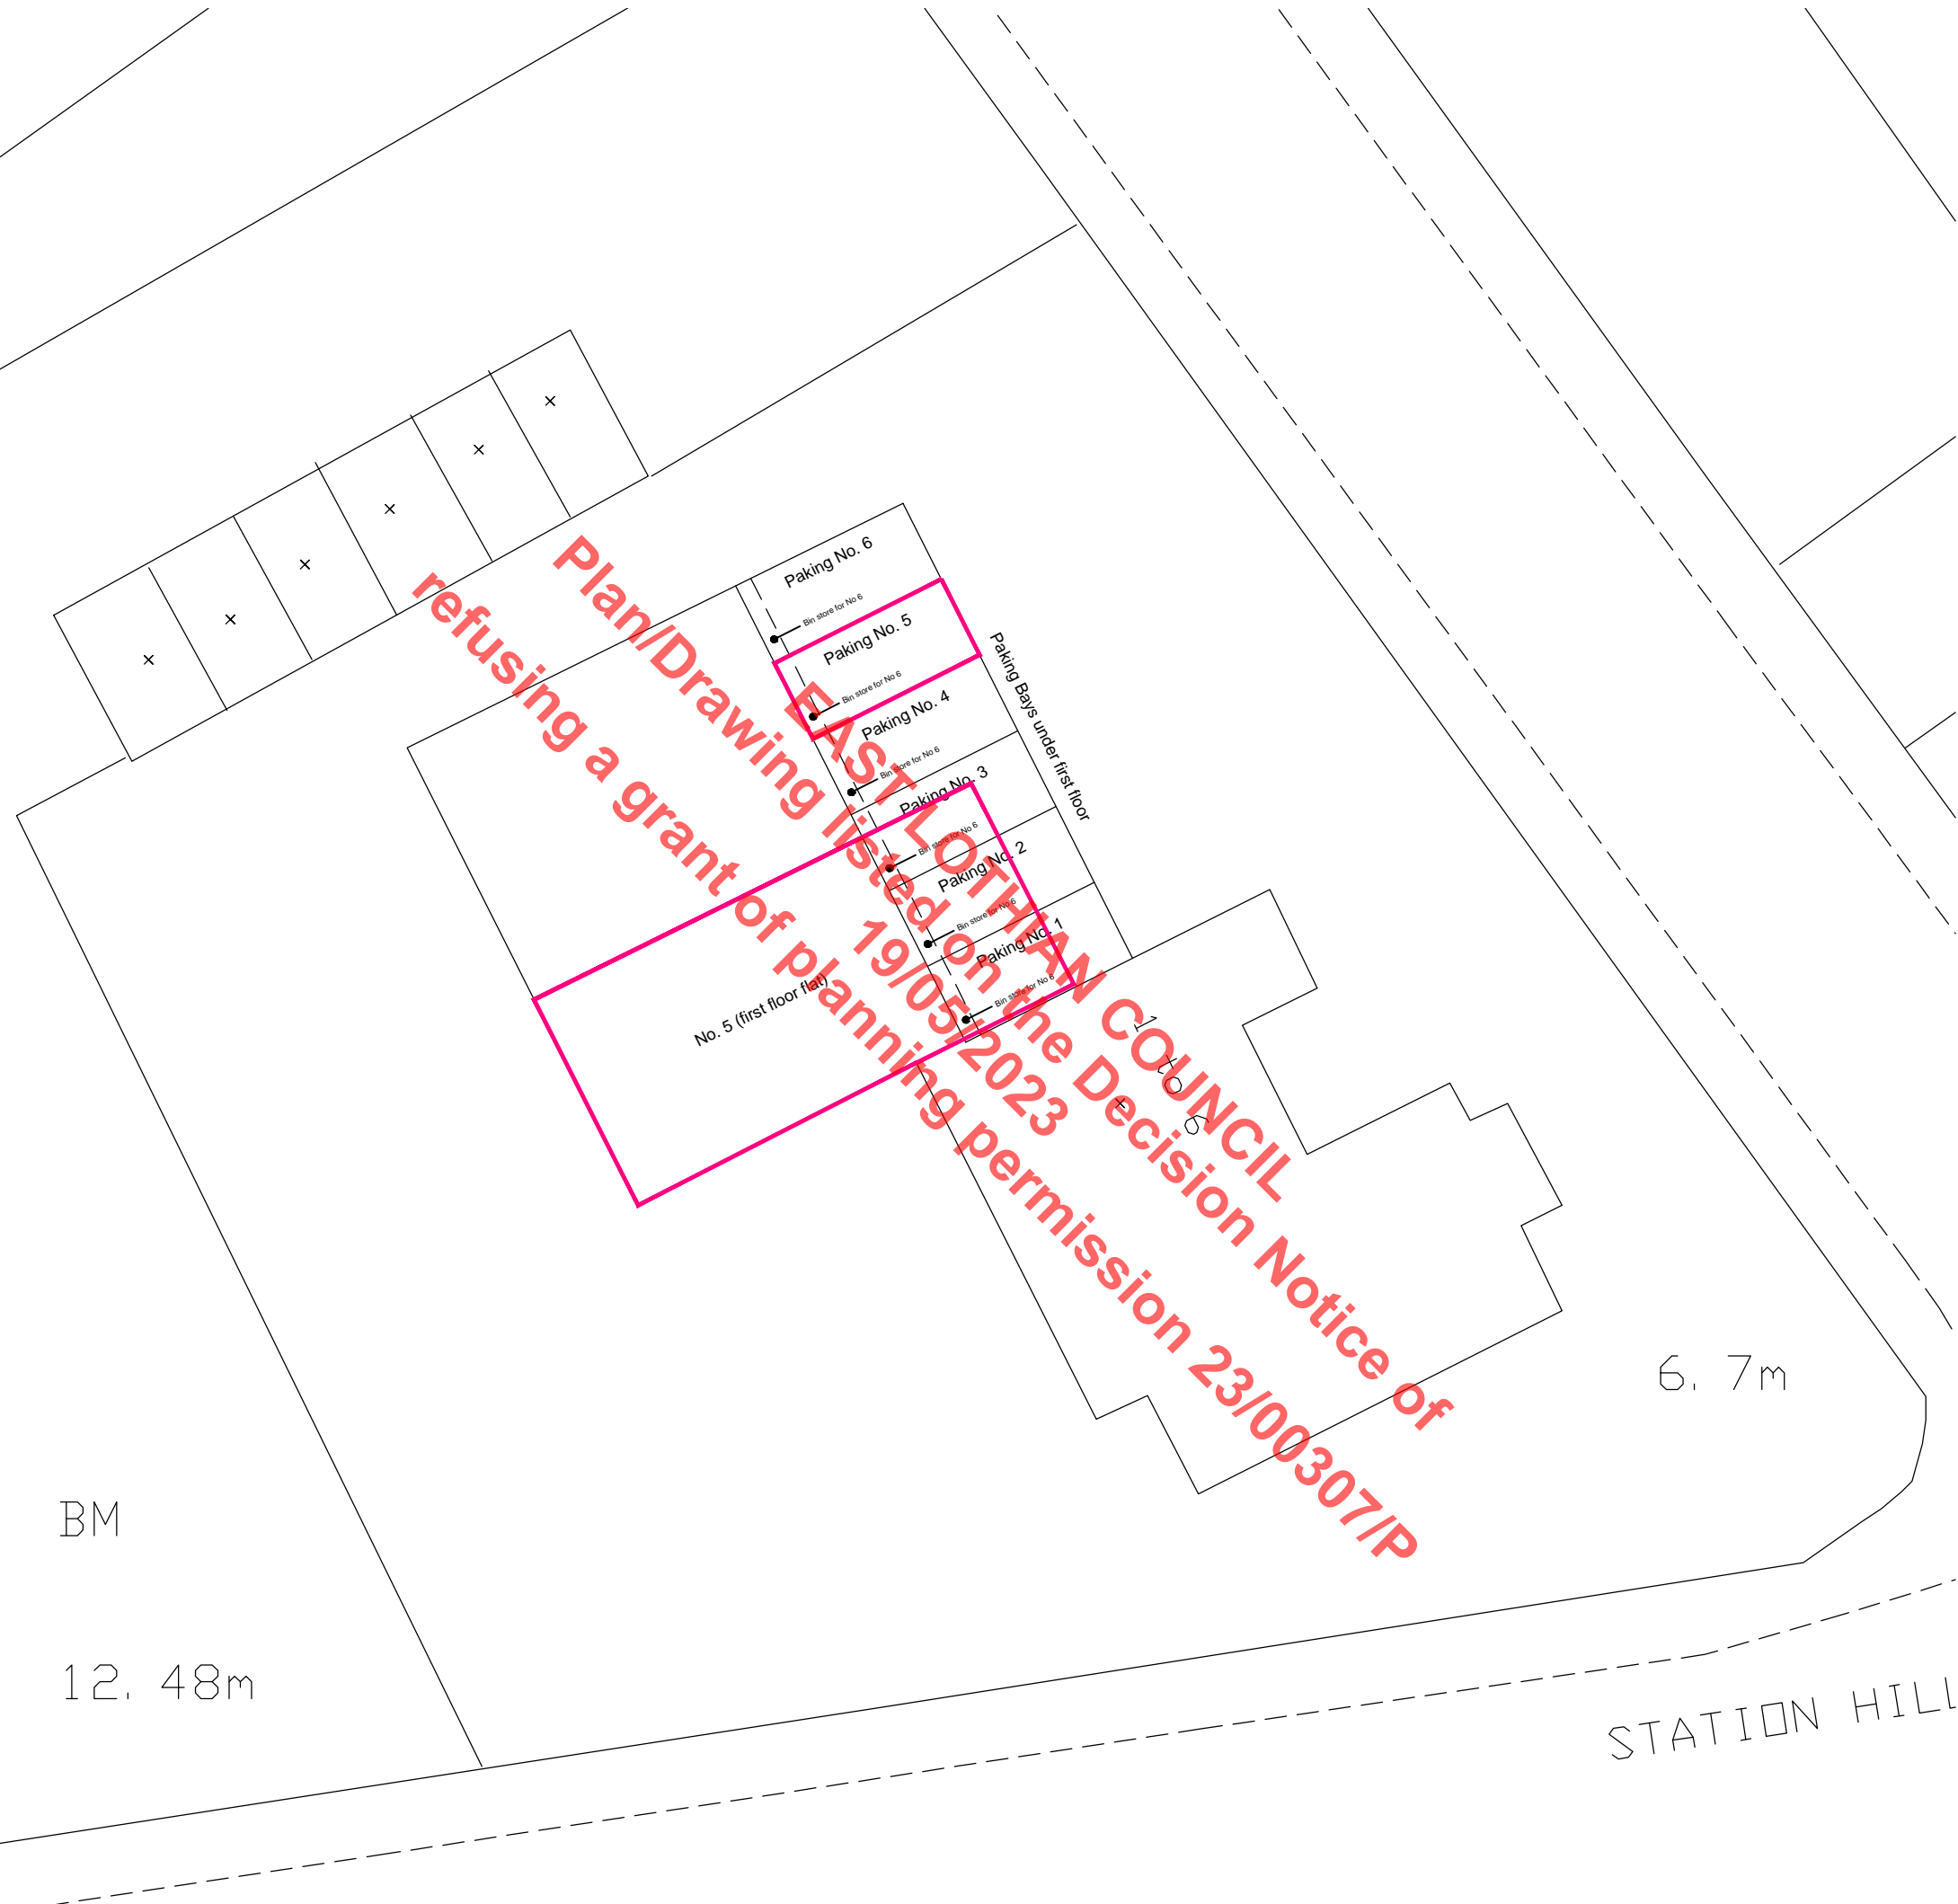 Paking No. 6
Bin store for No 6
Paking No. 5
Bin store for No 6
Paking No. 4
Bin store for No 6
Paking No. 3
Bin store for No 6
Paking No. 2
Bin store for No 6
Paking No. 1
Bin store for No 6
Paking Bays under first floor
No. 5 (first floor flat)
EAST LOTHIAN COUNCIL
19/05/2023
Plan/Drawing listed on the Decision Notice of
refusing a grant of planning permission 23/00307/P
1
to
6
6.7m
BM
12.48m
STATION HILL